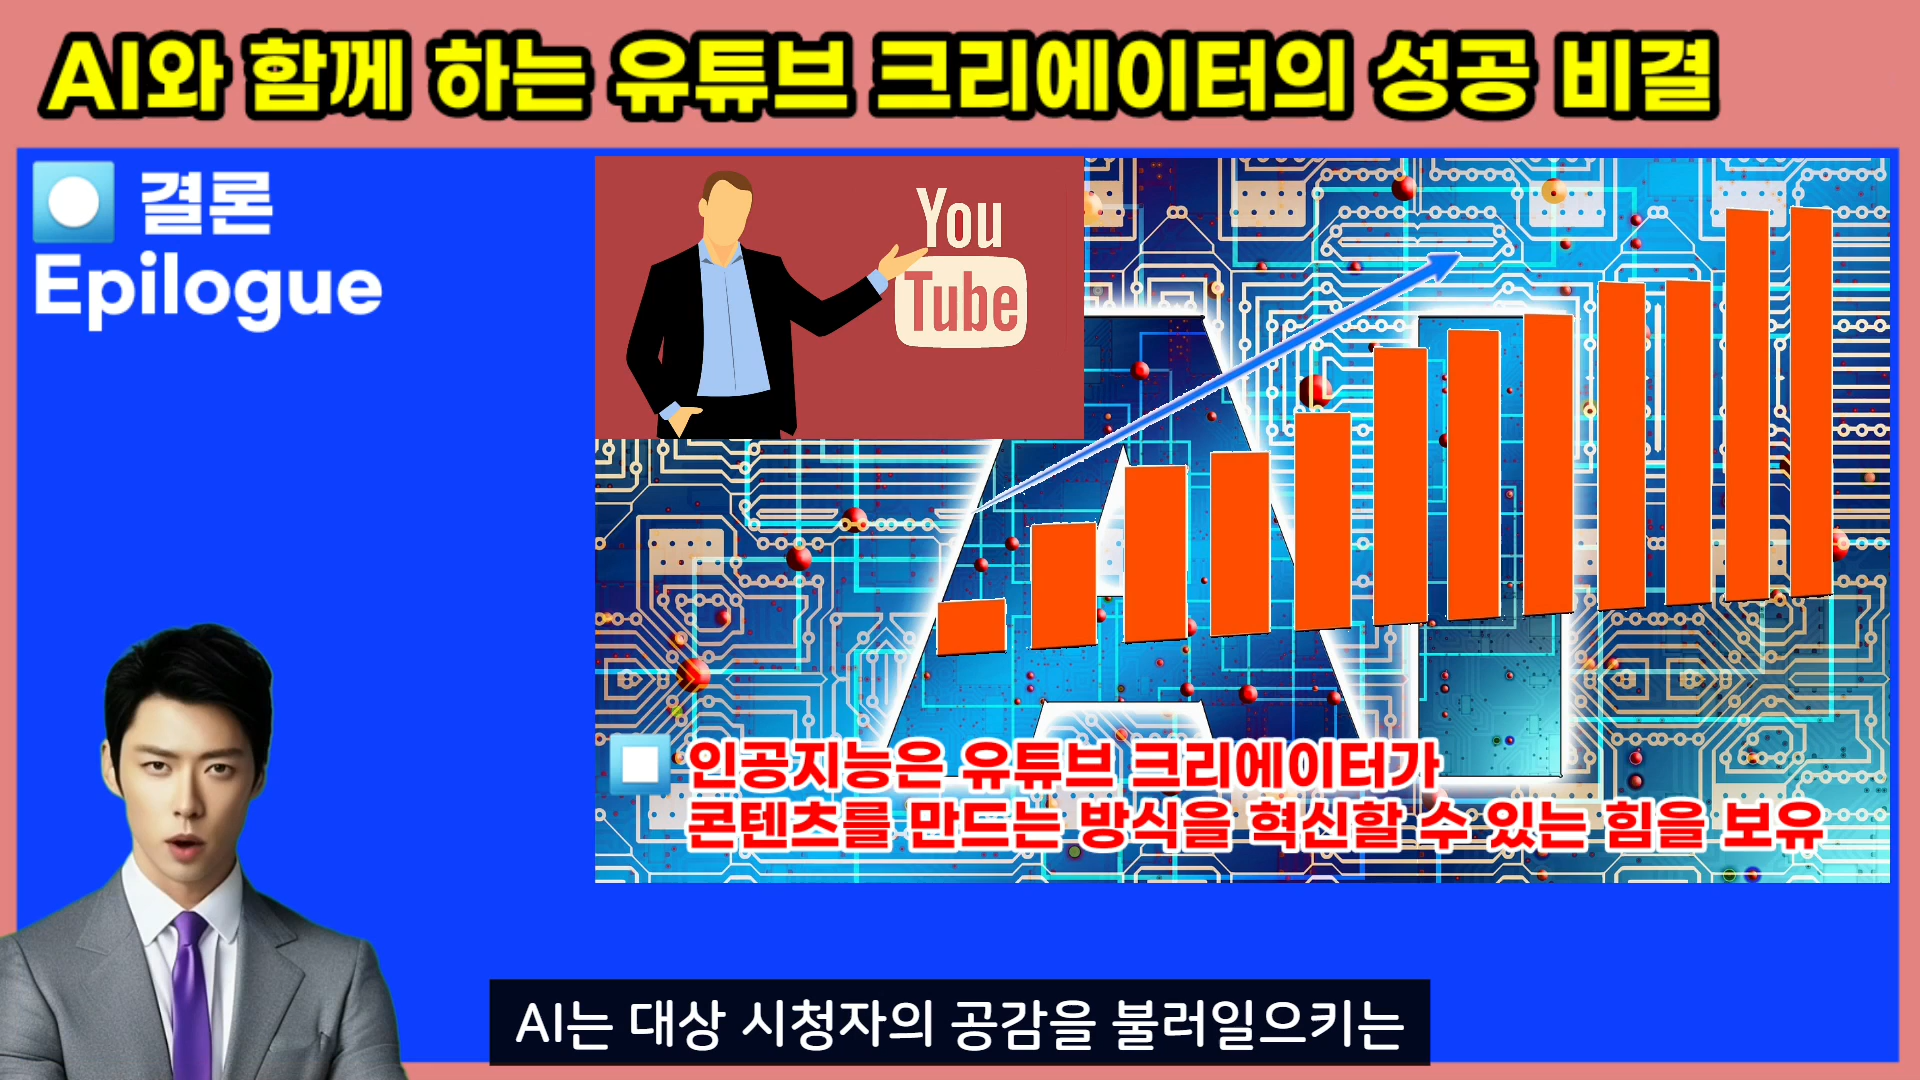 AI와 함께 하는 유튜브 크리에이터의 성공 비결
결론
Epilogue
You
Tube
AI
인공지능은 유튜브 크리에이터가
콘텐츠를 만드는 방식을 혁신할 수 있는 힘을 보유
AI는 대상 시청자의 공감을 불러일으키는